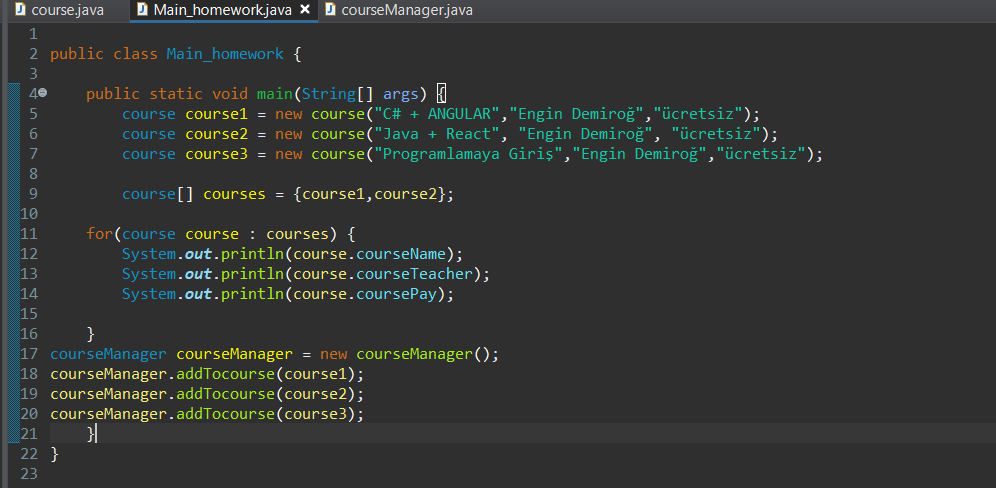 course.java Main_homework.java courseManager.java
1
2 public class Main_homework {
3
4 public static void main(String[] args) {
5 course course1 = new course("C# + ANGULAR","Engin Demiroğ","ücretsiz");
6 course course2 = new course("Java + React", "Engin Demiroğ", "ücretsiz");
7 course course3 = new course("Programlamaya Giriş","Engin Demiroğ","ücretsiz");
8
9 course[] courses = {course1,course2};
10
11 for(course course : courses) {
12 System.out.println(course.courseName);
13 System.out.println(course.courseTeacher);
14 System.out.println(course.coursePay);
15
16 }
17 courseManager courseManager = new courseManager();
18 courseManager.addTocourse(course1);
19 courseManager.addTocourse(course2);
20 courseManager.addTocourse(course3);
21 }
22 }
23